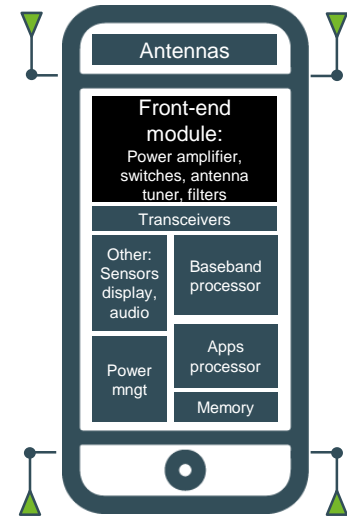 Antennas
Front-end
module:
Power amplifier,
switches, antenna
tuner, filters
Transceivers
Other:
Sensors
display,
audio
Baseband
processor
Power
mngt
Apps
processor
Memory